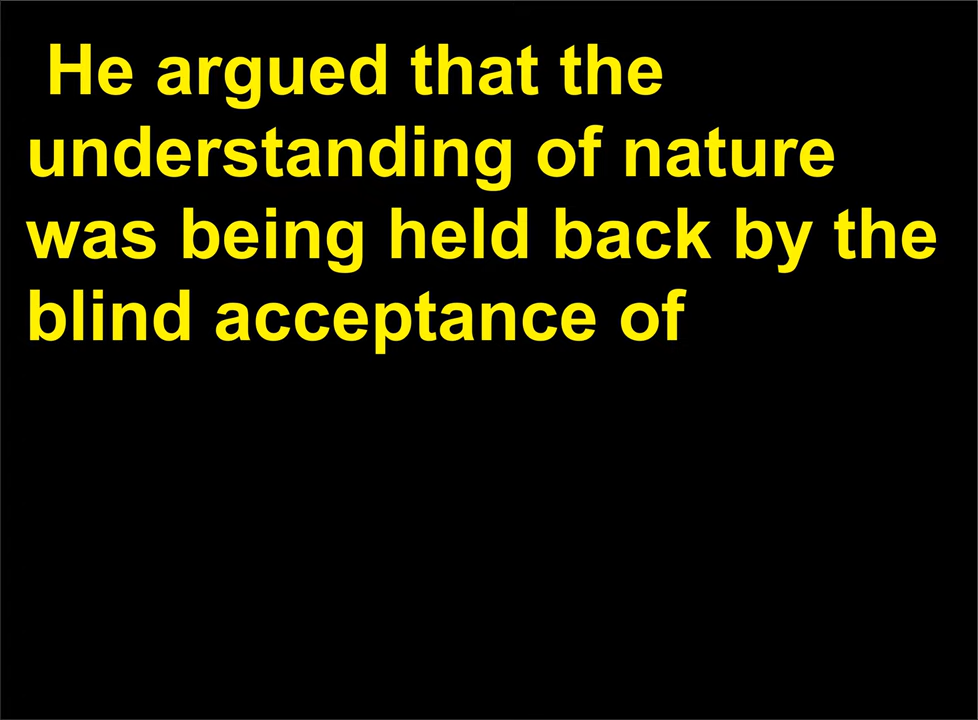 He argued that the
understanding of nature
was being held back by the
blind acceptance of